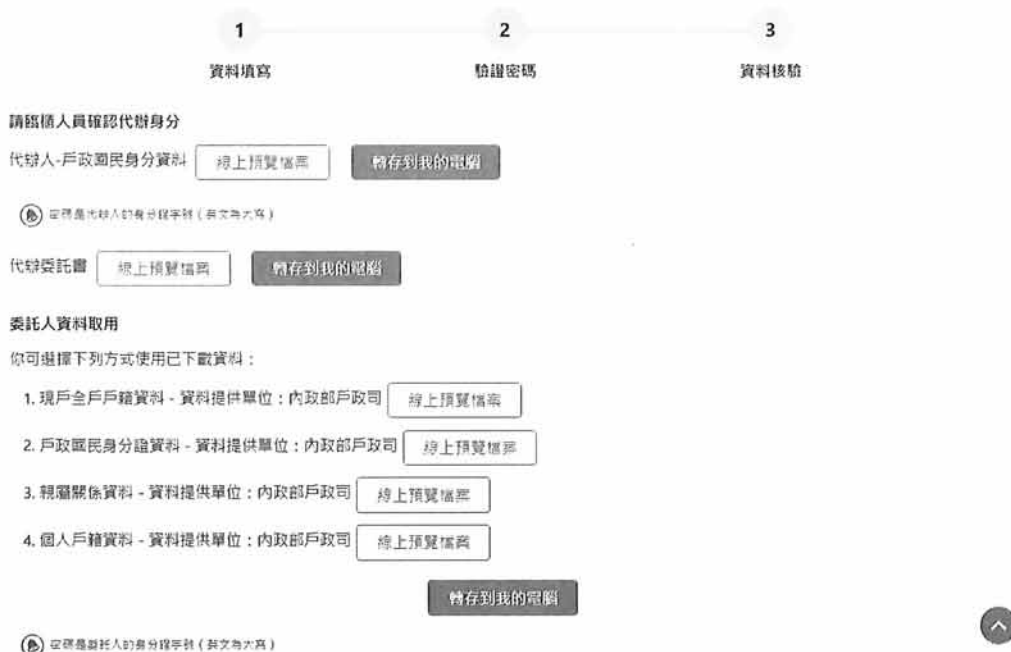 1 2 3
資料填寫 驗證密碼 資料核驗
請臨櫃人員確認代辦身分
代辦人-戶政國民身分資料 線上預覽檔案 轉存到我的電腦
密碼是代辦人的身分證字號(英文為大寫)
代辦委託書 線上預覽檔案 轉存到我的電腦
委託人資料取用
你可選擇下列方式使用已下載資料:
1. 現戶全戶戶籍資料 - 資料提供單位:內政部戶政司 線上預覽檔案
2. 戶政國民身分證資料 - 資料提供單位:內政部戶政司 線上預覽檔案
3. 親屬關係資料 - 資料提供單位:內政部戶政司 線上預覽檔案
4. 個人戶籍資料 - 資料提供單位:內政部戶政司 線上預覽檔案
轉存到我的電腦
密碼是委託人的身分證字號(英文為大寫)